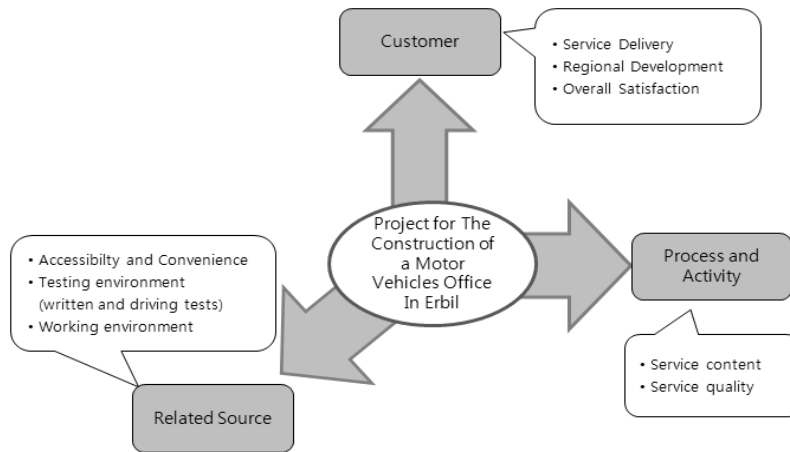 Customer
• Service Delivery
• Regional Development
• Overall Satisfaction
Project for The
Construction of
a Motor
Vehicles Office
In Erbil
Process and
Activity
• Service content
• Service quality
• Accessibilty and Convenience
• Testing environment
(written and driving tests)
• Working environment
Related Source